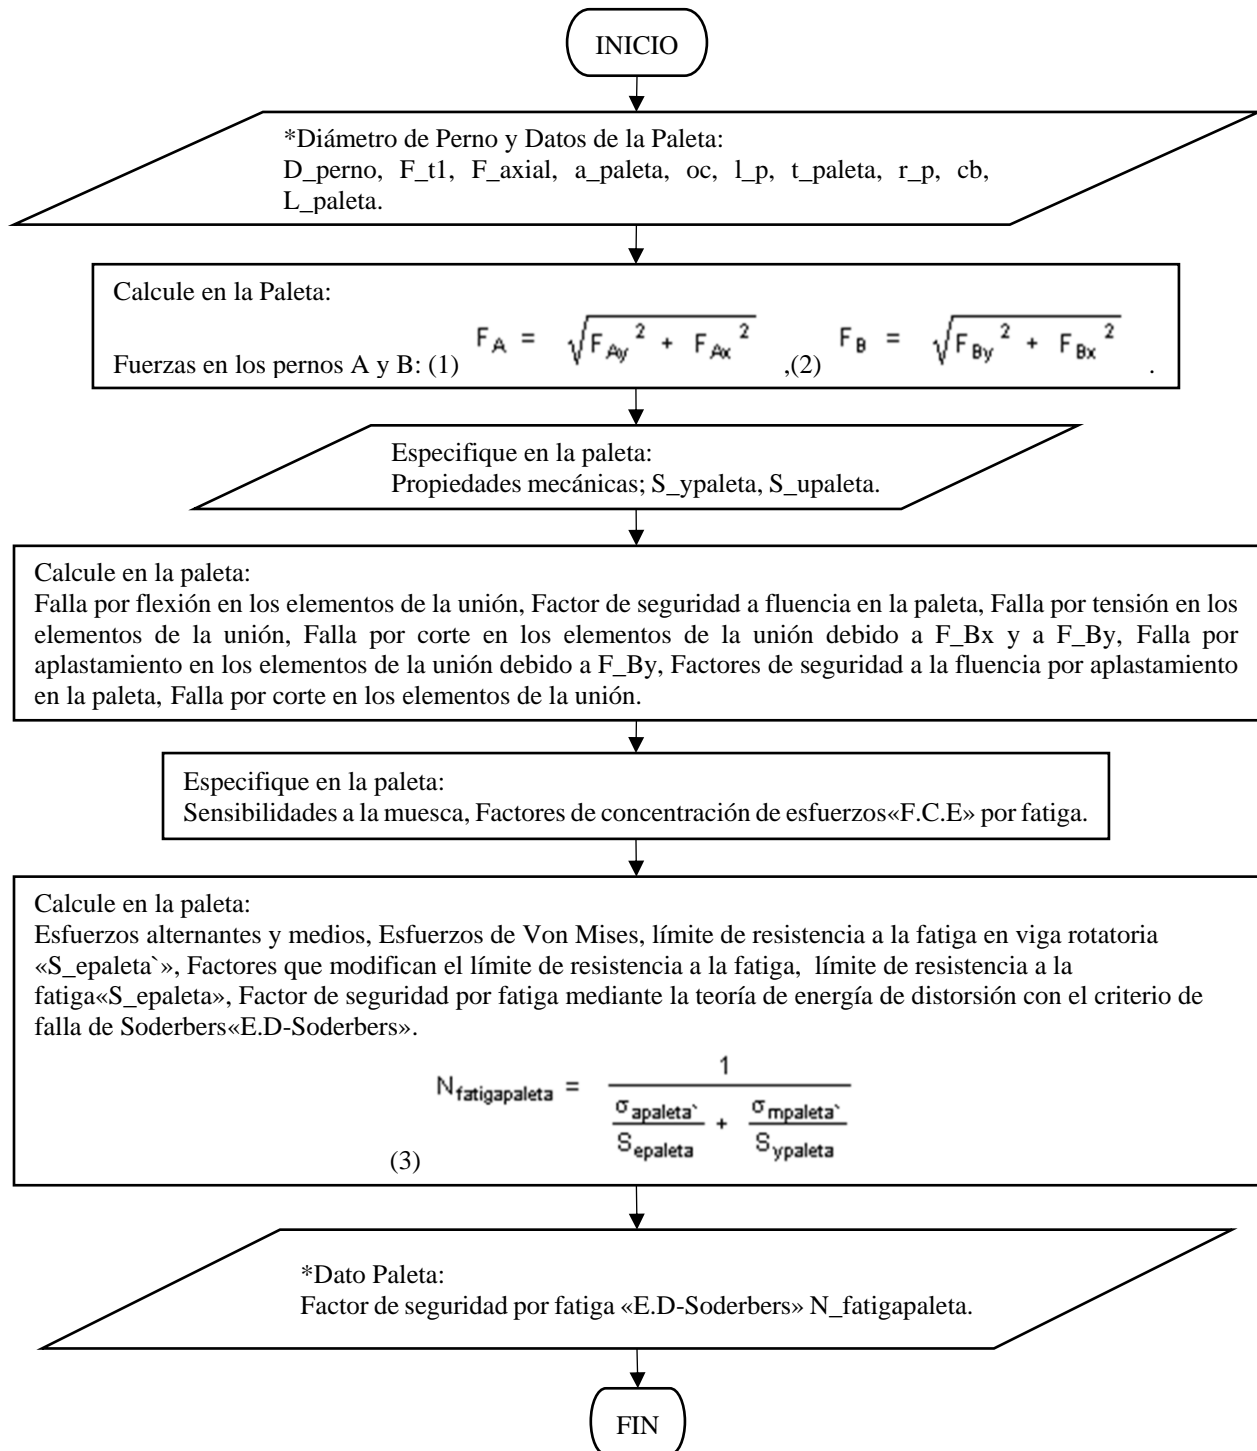 INICIO
*Diámetro de Perno y Datos de la Paleta:
D_perno, F_t1, F_axial, a_paleta, oc, l_p, t_paleta, r_p, cb,
L_paleta.
Calcule en la Paleta:
Fuerzas en los pernos A y B: (1) F_A = √(F_Ay² + F_Ax²) ,(2) F_B = √(F_By² + F_Bx²) .
Especifique en la paleta:
Propiedades mecánicas; S_ypaleta, S_upaleta.
Calcule en la paleta:
Falla por flexión en los elementos de la unión, Factor de seguridad a fluencia en la paleta, Falla por tensión en los
elementos de la unión, Falla por corte en los elementos de la unión debido a F_Bx y a F_By, Falla por
aplastamiento en los elementos de la unión debido a F_By, Factores de seguridad a la fluencia por aplastamiento
en la paleta, Falla por corte en los elementos de la unión.
Especifique en la paleta:
Sensibilidades a la muesca, Factores de concentración de esfuerzos«F.C.E» por fatiga.
Calcule en la paleta:
Esfuerzos alternantes y medios, Esfuerzos de Von Mises, límite de resistencia a la fatiga en viga rotatoria
«S_epaleta`», Factores que modifican el límite de resistencia a la fatiga, límite de resistencia a la
fatiga«S_epaleta», Factor de seguridad por fatiga mediante la teoría de energía de distorsión con el criterio de
falla de Soderbers«E.D-Soderbers».
(3) N_fatigapaleta = 1 / (σ_apaleta` / S_epaleta + σ_mpaleta` / S_ypaleta)
*Dato Paleta:
Factor de seguridad por fatiga «E.D-Soderbers» N_fatigapaleta.
FIN